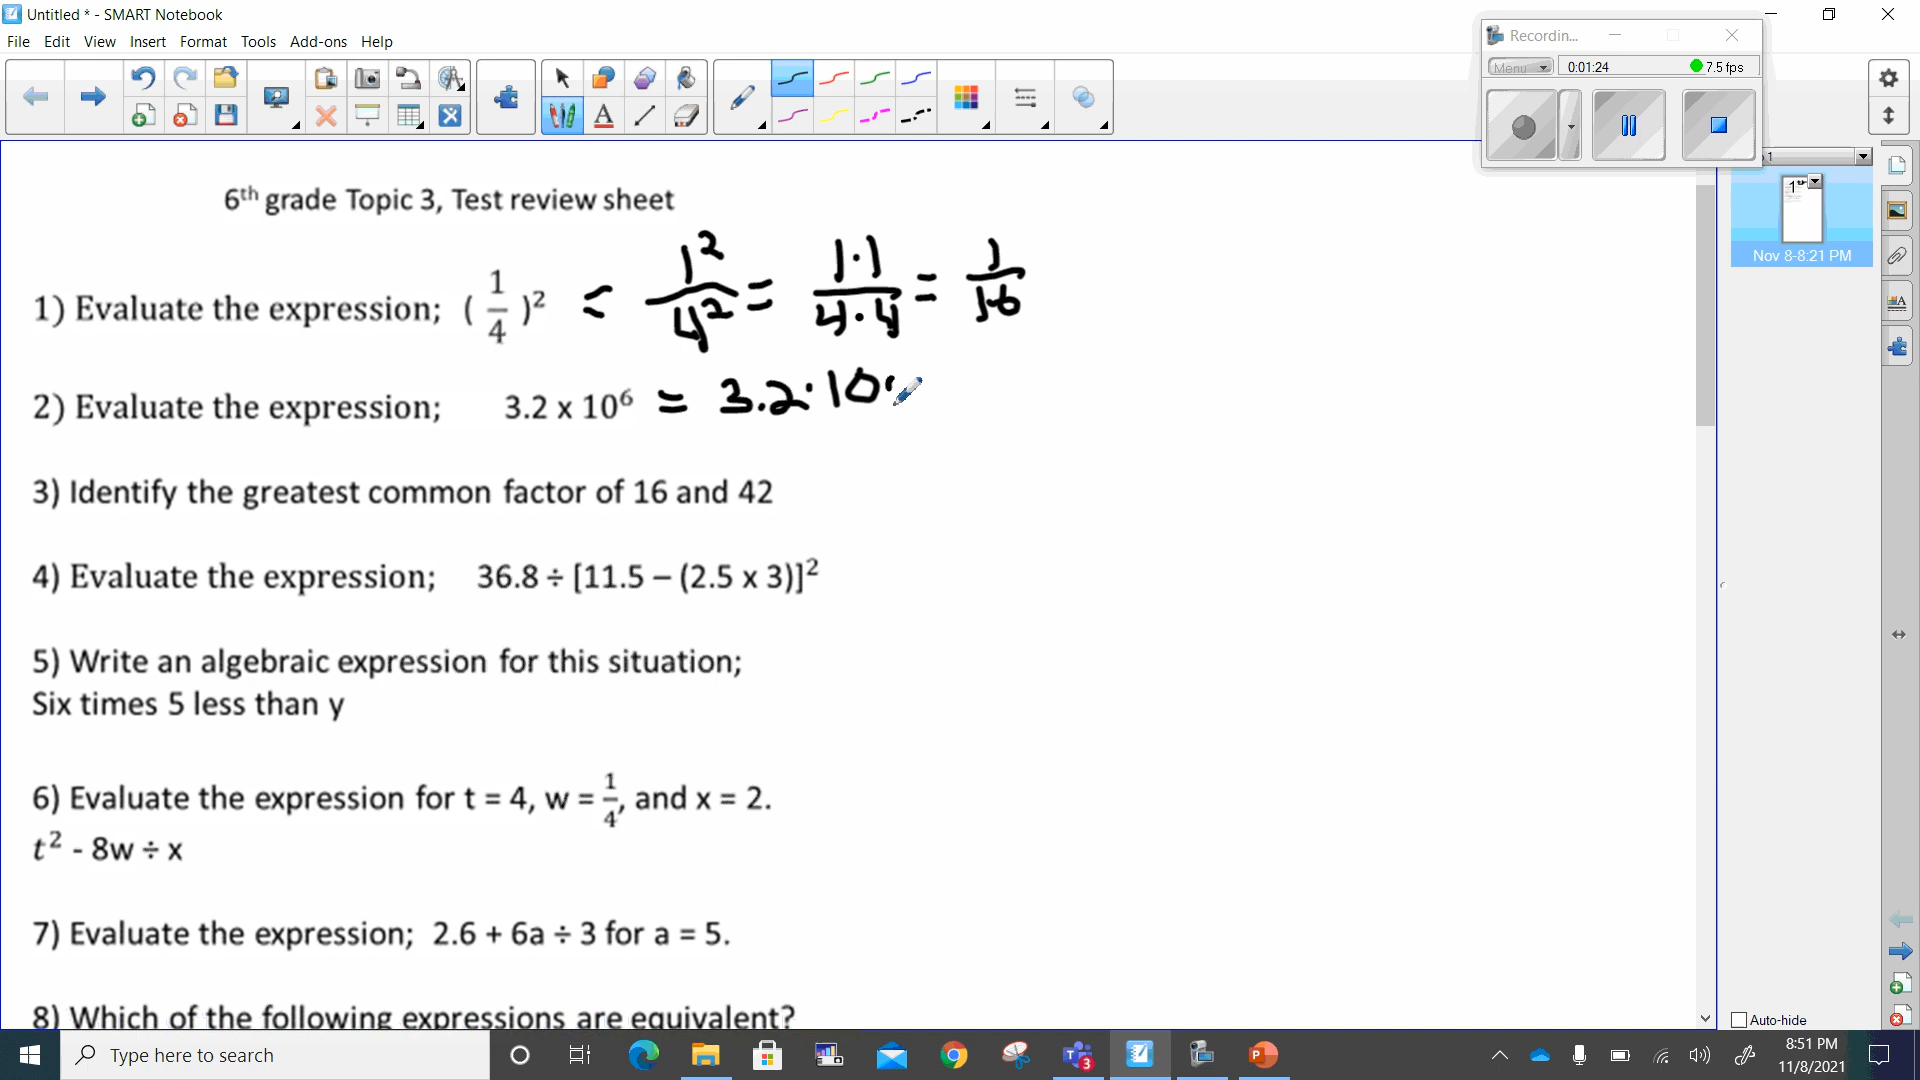 Untitled * - SMART Notebook
File Edit View Insert Format Tools Add-ons Help
Recordin...
Menu 0:01:24 7.5 fps
1
Nov 8-8:21 PM
6th grade Topic 3, Test review sheet
1) Evaluate the expression; ( 1/4 )² = 1²/4² = 1·1/4·4 = 1/16
2) Evaluate the expression; 3.2 x 10⁶ = 3.2·10
3) Identify the greatest common factor of 16 and 42
4) Evaluate the expression; 36.8 ÷ [11.5 – (2.5 x 3)]²
5) Write an algebraic expression for this situation;
Six times 5 less than y
6) Evaluate the expression for t = 4, w = 1/4, and x = 2.
t² - 8w ÷ x
7) Evaluate the expression; 2.6 + 6a ÷ 3 for a = 5.
8) Which of the following expressions are equivalent?
Auto-hide
Type here to search
8:51 PM
11/8/2021